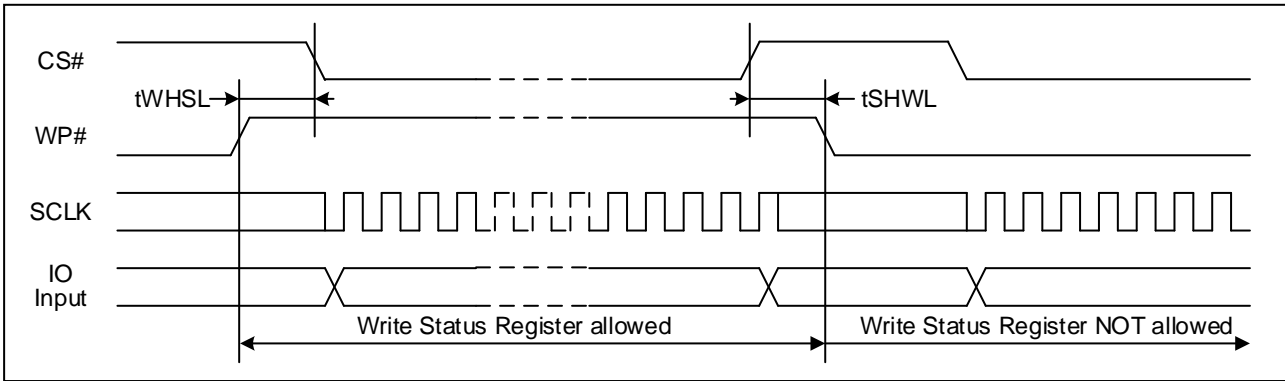 CS#
tWHSL
tSHWL
WP#
SCLK
IO
Input
Write Status Register allowed
Write Status Register NOT allowed